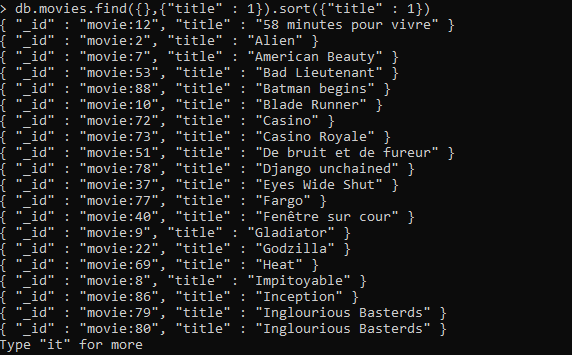 > db.movies.find({},{"title" : 1}).sort({"title" : 1})
{ "_id" : "movie:12", "title" : "58 minutes pour vivre" }
{ "_id" : "movie:2", "title" : "Alien" }
{ "_id" : "movie:7", "title" : "American Beauty" }
{ "_id" : "movie:53", "title" : "Bad Lieutenant" }
{ "_id" : "movie:88", "title" : "Batman begins" }
{ "_id" : "movie:10", "title" : "Blade Runner" }
{ "_id" : "movie:72", "title" : "Casino" }
{ "_id" : "movie:73", "title" : "Casino Royale" }
{ "_id" : "movie:51", "title" : "De bruit et de fureur" }
{ "_id" : "movie:78", "title" : "Django unchained" }
{ "_id" : "movie:37", "title" : "Eyes Wide Shut" }
{ "_id" : "movie:77", "title" : "Fargo" }
{ "_id" : "movie:40", "title" : "Fenêtre sur cour" }
{ "_id" : "movie:9", "title" : "Gladiator" }
{ "_id" : "movie:22", "title" : "Godzilla" }
{ "_id" : "movie:69", "title" : "Heat" }
{ "_id" : "movie:8", "title" : "Impitoyable" }
{ "_id" : "movie:86", "title" : "Inception" }
{ "_id" : "movie:79", "title" : "Inglourious Basterds" }
{ "_id" : "movie:80", "title" : "Inglourious Basterds" }
Type "it" for more